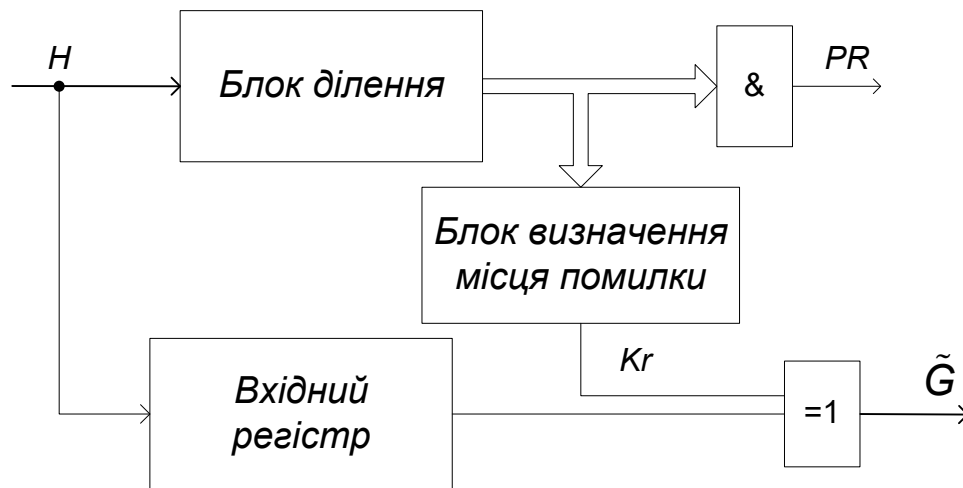 H
Блок ділення
&
PR
Блок визначення
місця помилки
Kr
Вхідний
регістр
=1
G̃